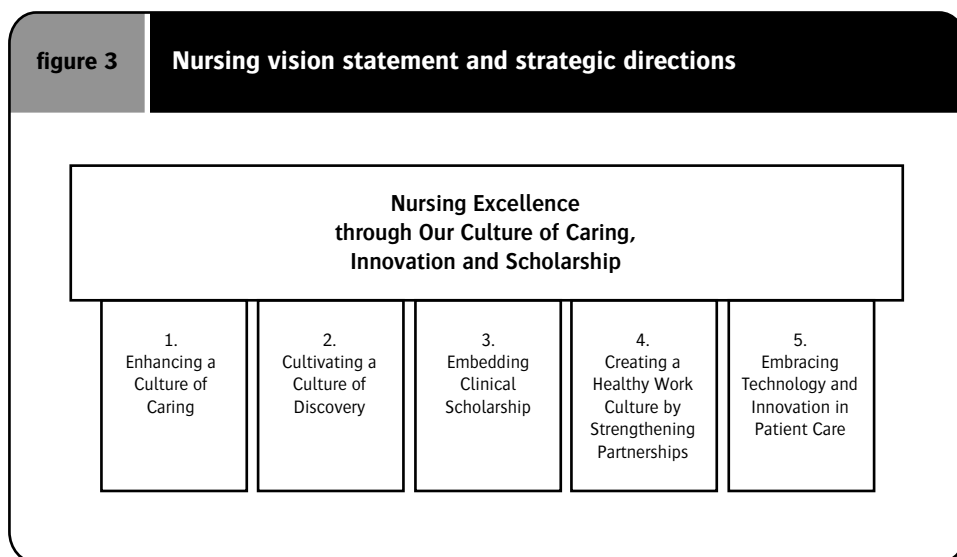 figure 3
Nursing vision statement and strategic directions
Nursing Excellence
through Our Culture of Caring,
Innovation and Scholarship
1.
Enhancing a
Culture of
Caring
2.
Cultivating a
Culture of
Discovery
3.
Embedding
Clinical
Scholarship
4.
Creating a
Healthy Work
Culture by
Strengthening
Partnerships
5.
Embracing
Technology and
Innovation in
Patient Care